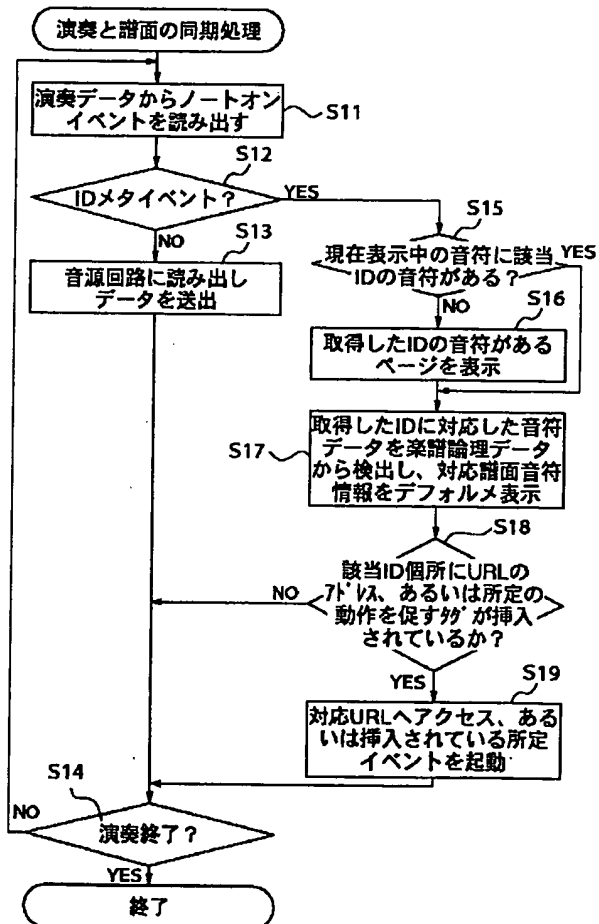 演奏と譜面の同期処理
演奏データからノートオン
イベントを読み出す
S11
S12
IDメタイベント？
YES
NO
S13
音源回路に読み出し
データを送出
S15
現在表示中の音符に該当
IDの音符がある？
YES
NO
S16
取得したIDの音符がある
ページを表示
S17
取得したIDに対応した音符
データを楽譜論理データ
から検出し、対応譜面音符
情報をデフォルメ表示
S18
該当ID個所にURLの
ｱﾄﾞﾚｽ、あるいは所定の
動作を促すﾀｸﾞが挿入
されているか？
NO
YES
S19
対応URLへアクセス、ある
いは挿入されている所定
イベントを起動
S14
演奏終了？
NO
YES
終了